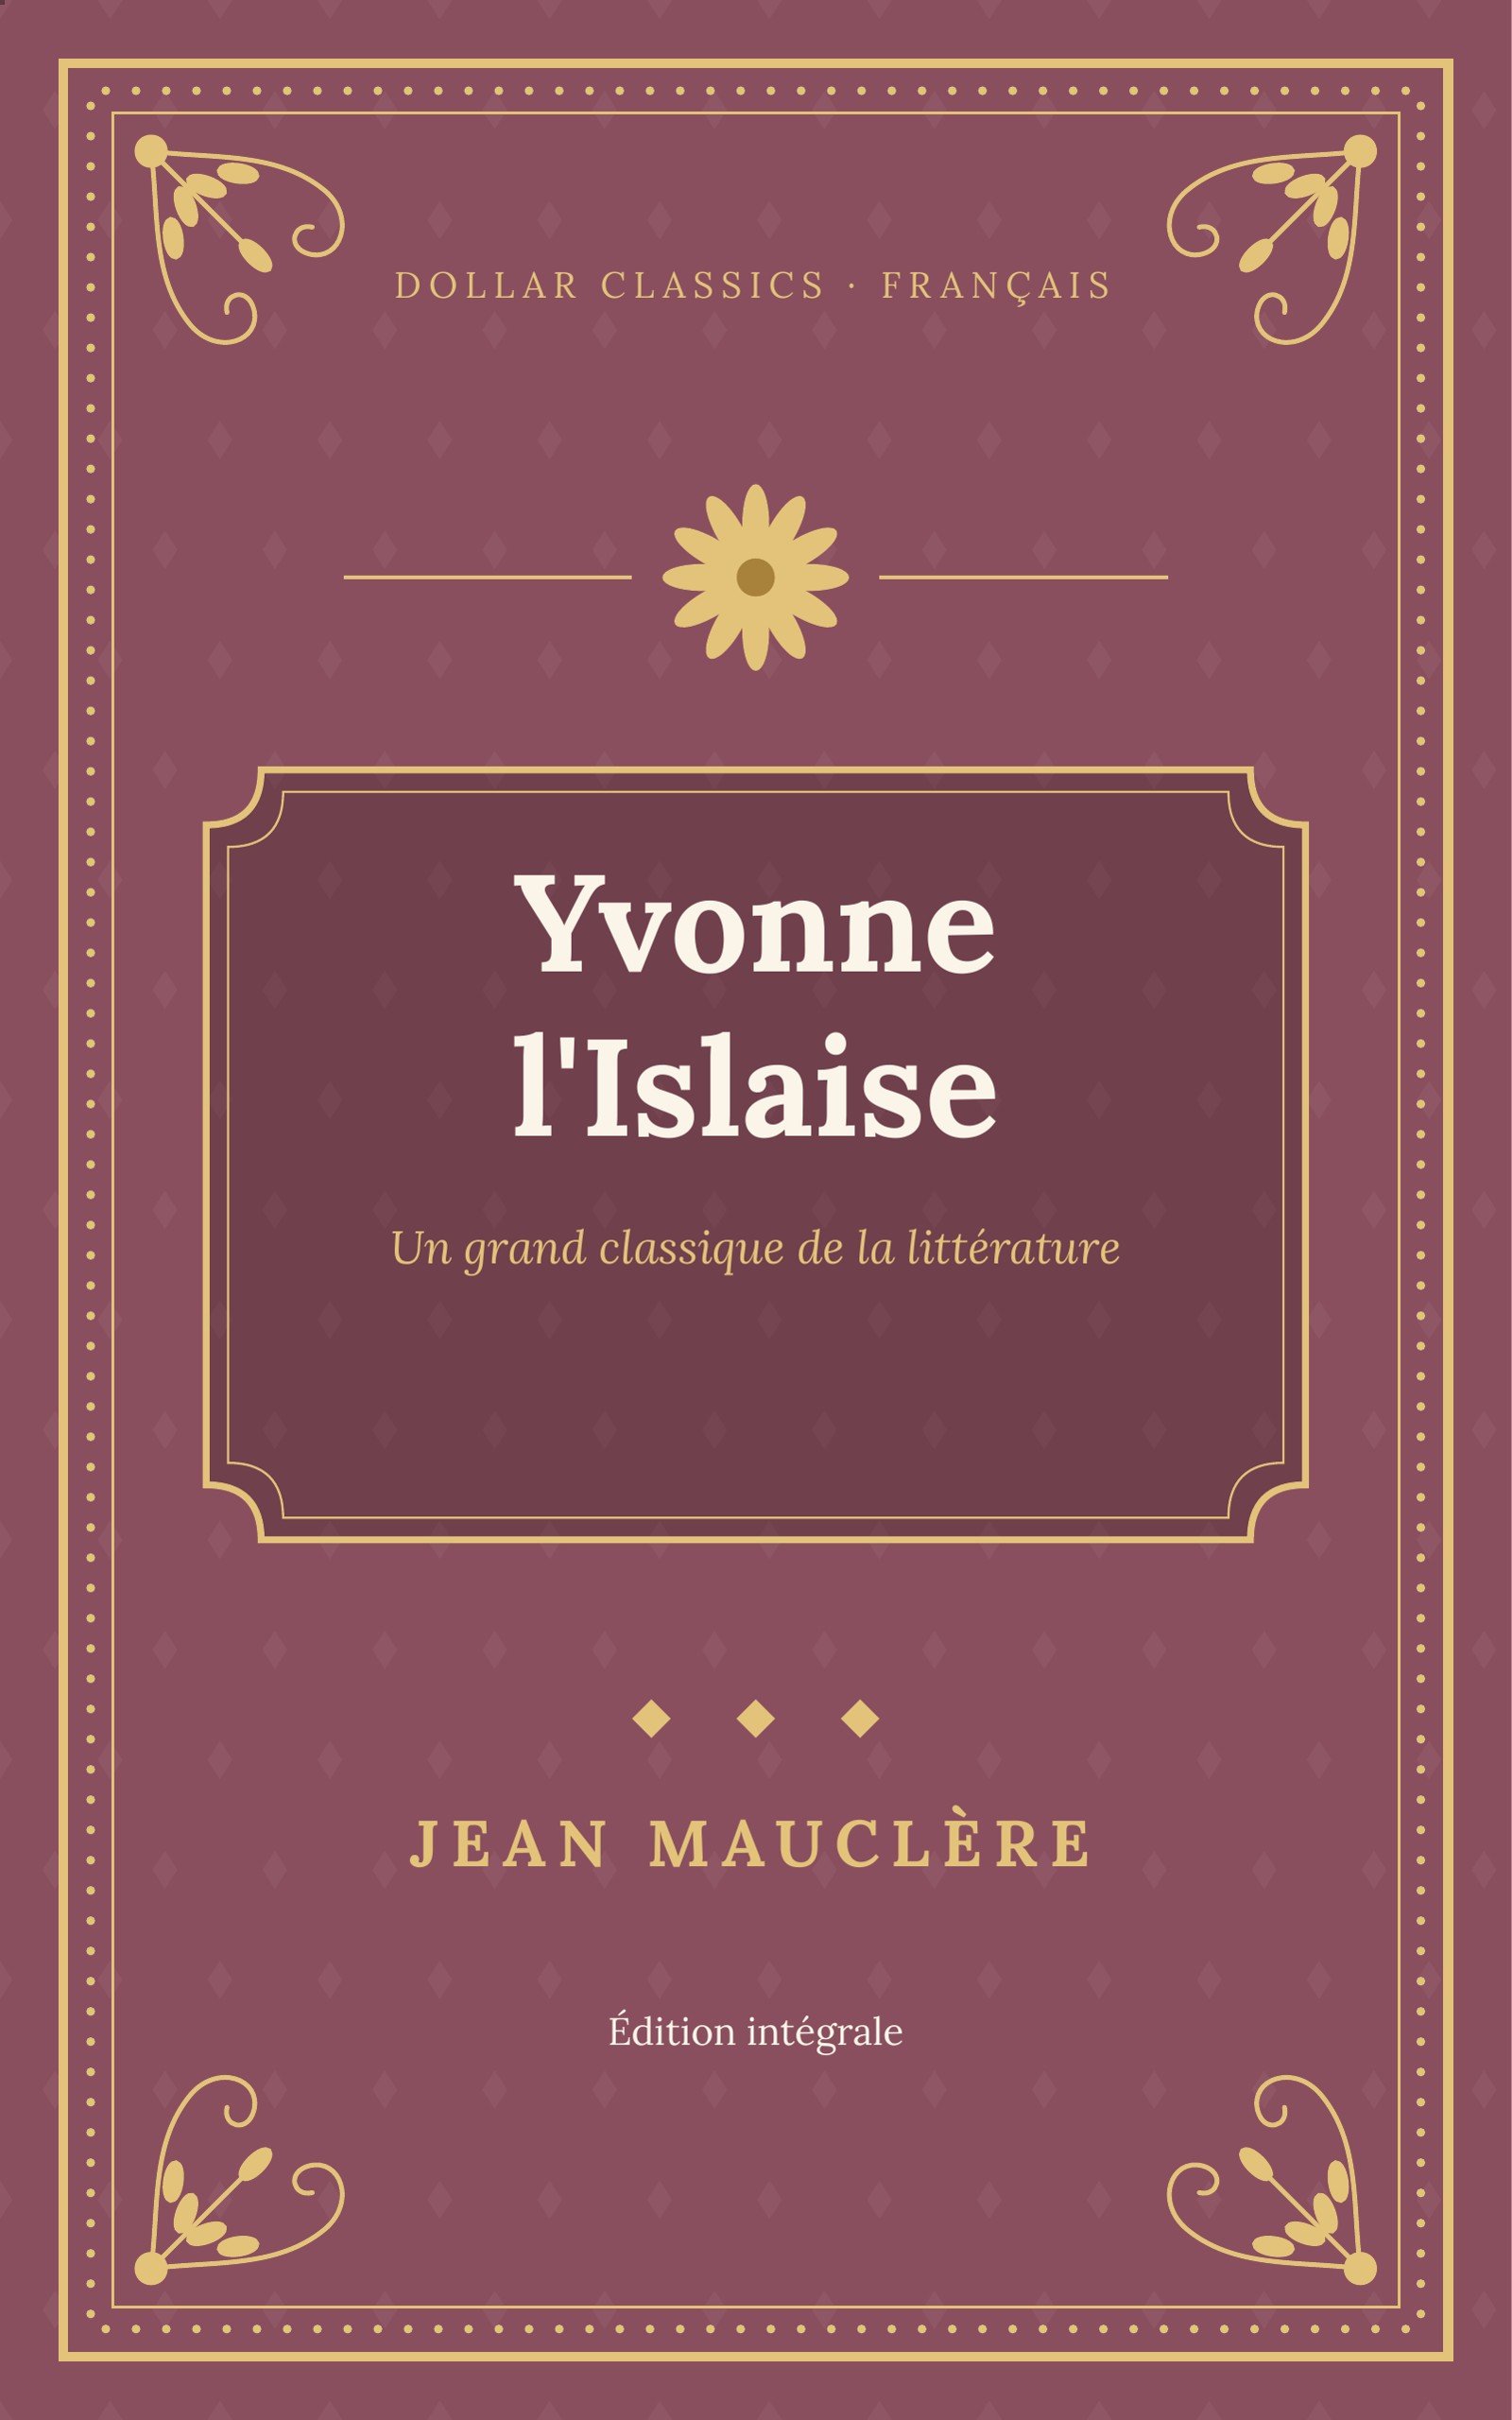 DOLLAR CLASSICS · FRANÇAIS
Yvonne
l'Islaise
Un grand classique de la littérature
JEAN MAUCLÈRE
Édition intégrale